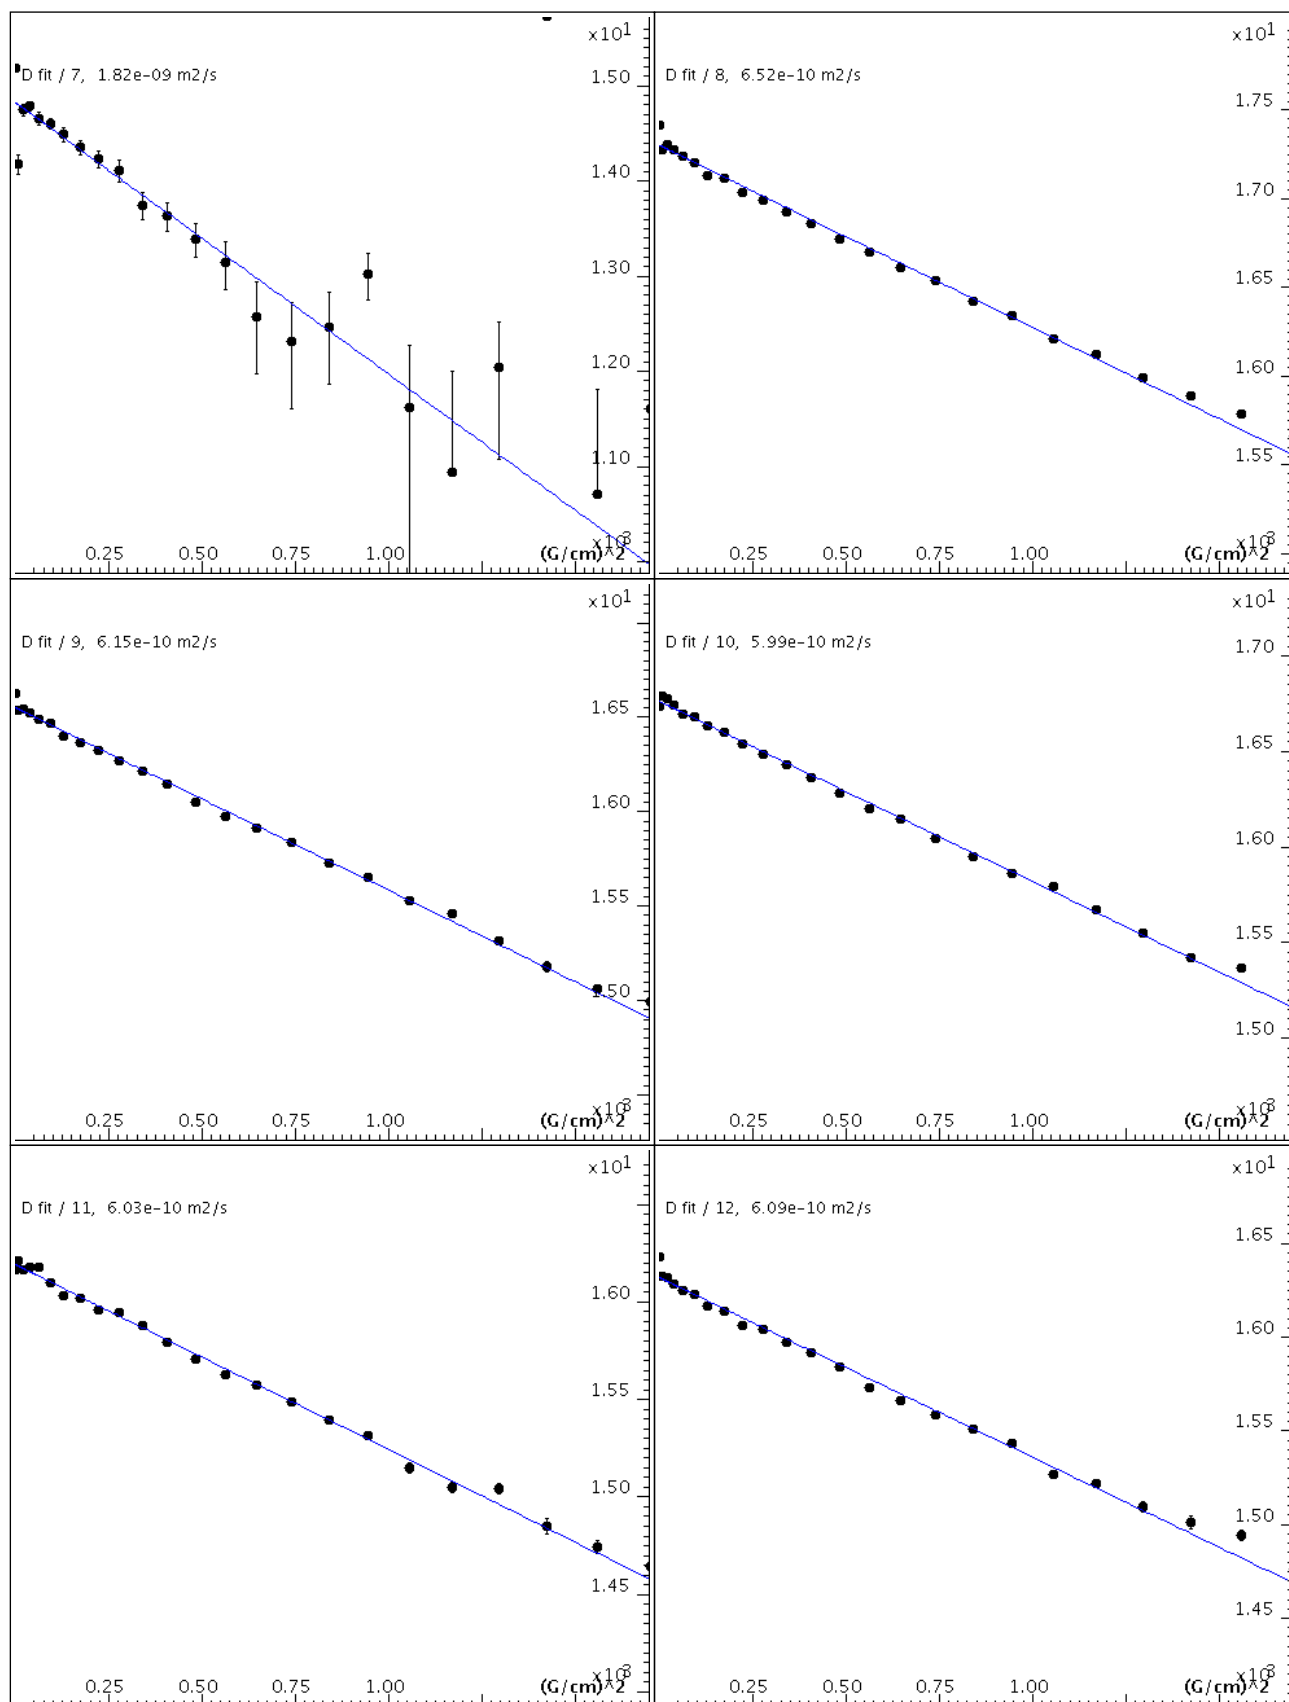 x10¹
D fit / 7,  1.82e-09 m2/s
1.50
1.40
1.30
1.20
1.10
x10³
0.25 0.50 0.75 1.00 (G/cm)^2
x10¹
D fit / 8,  6.52e-10 m2/s
1.75
1.70
1.65
1.60
1.55
x10³
0.25 0.50 0.75 1.00 (G/cm)^2
x10¹
D fit / 9,  6.15e-10 m2/s
1.65
1.60
1.55
1.50
x10³
0.25 0.50 0.75 1.00 (G/cm)^2
x10¹
D fit / 10,  5.99e-10 m2/s
1.70
1.65
1.60
1.55
1.50
x10³
0.25 0.50 0.75 1.00 (G/cm)^2
x10¹
D fit / 11,  6.03e-10 m2/s
1.60
1.55
1.50
1.45
x10³
0.25 0.50 0.75 1.00 (G/cm)^2
x10¹
D fit / 12,  6.09e-10 m2/s
1.65
1.60
1.55
1.50
1.45
x10³
0.25 0.50 0.75 1.00 (G/cm)^2